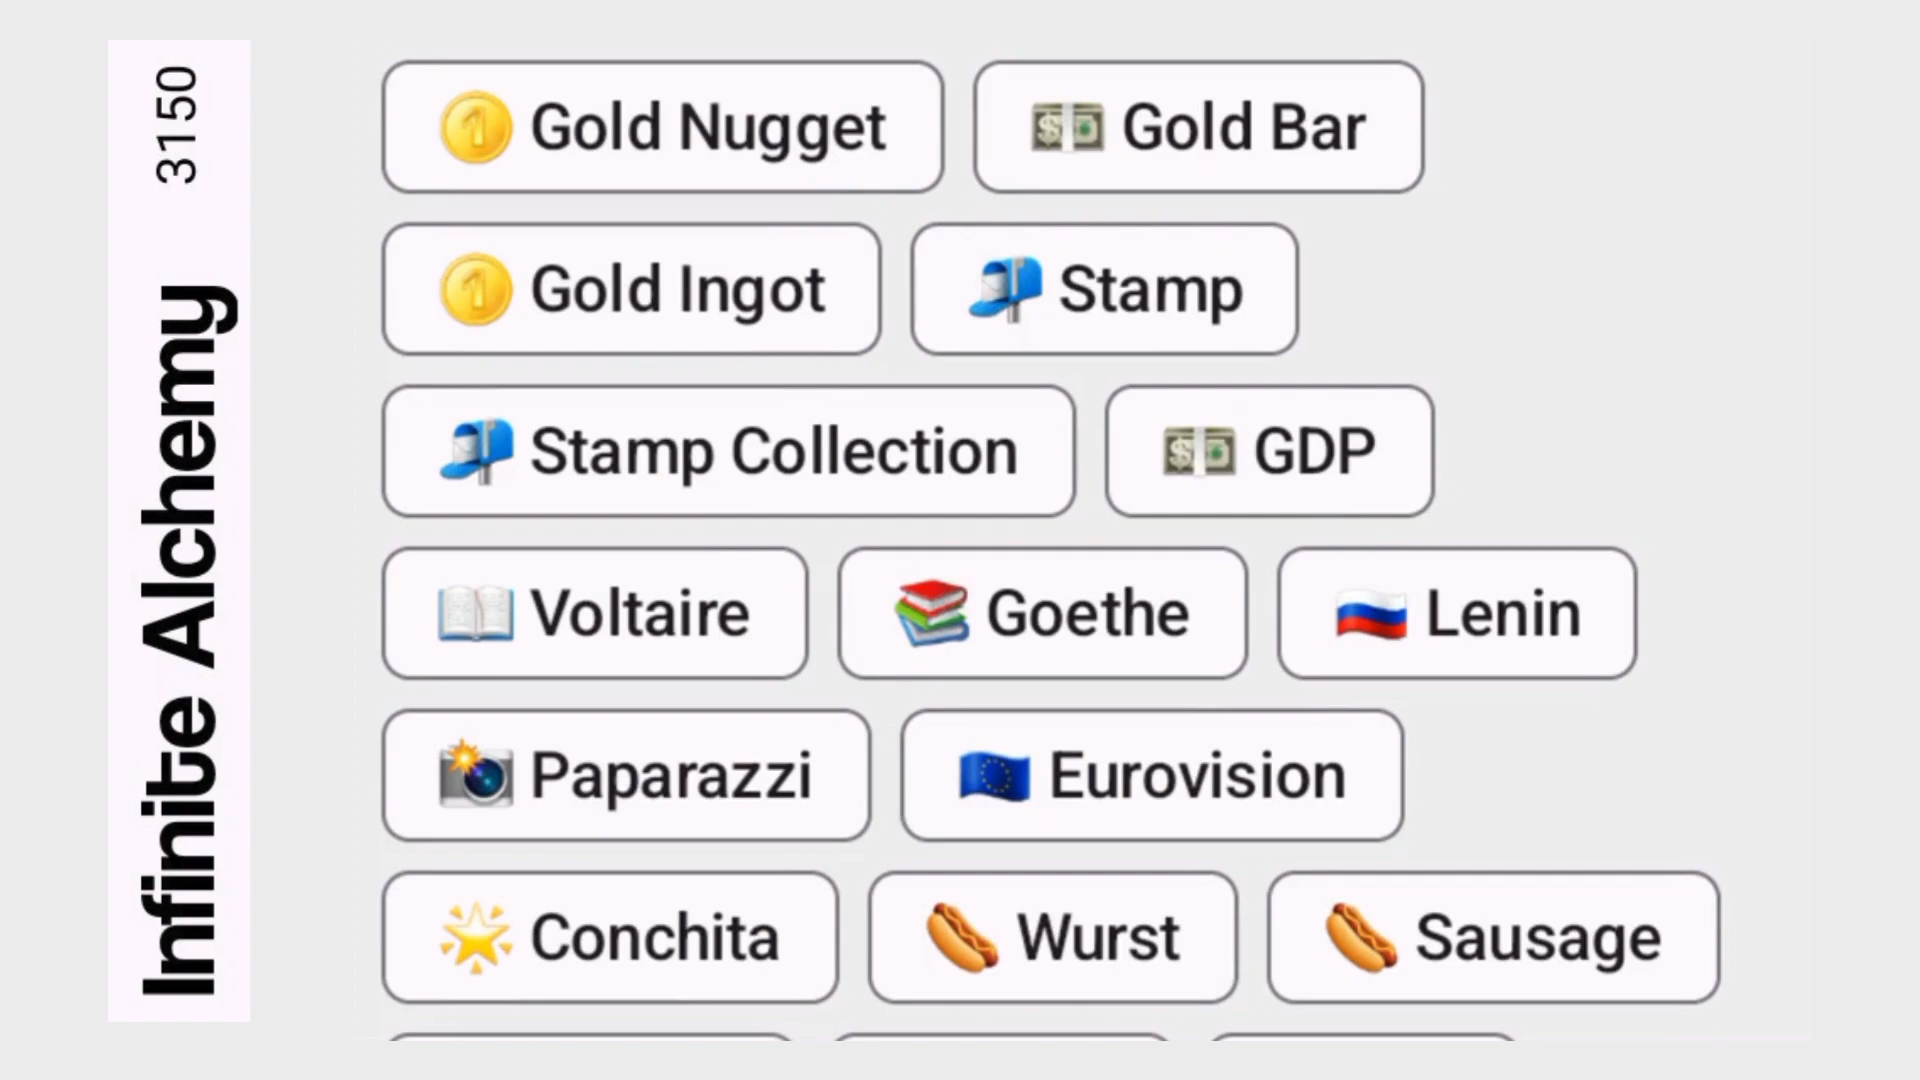 Infinite Alchemy 3150
Gold Nugget Gold Bar
Gold Ingot Stamp
Stamp Collection GDP
Voltaire Goethe Lenin
Paparazzi Eurovision
Conchita Wurst Sausage